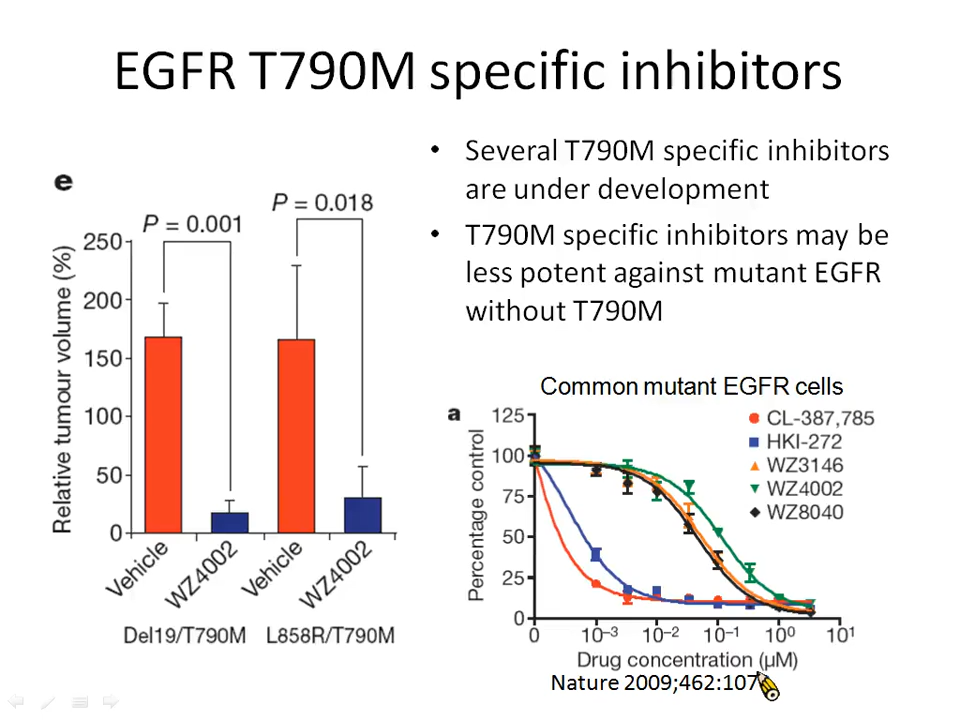 EGFR T790M specific inhibitors
• Several T790M specific inhibitors
are under development
• T790M specific inhibitors may be
less potent against mutant EGFR
without T790M
e
P = 0.001
P = 0.018
Relative tumour volume (%)
250
200
150
100
50
0
Vehicle
WZ4002
Vehicle
WZ4002
Del19/T790M
L858R/T790M
Common mutant EGFR cells
a
Percentage control
125
100
75
50
25
0
CL-387,785
HKI-272
WZ3146
WZ4002
WZ8040
0
10⁻³
10⁻²
10⁻¹
10⁰
10¹
Drug concentration (µM)
Nature 2009;462:107